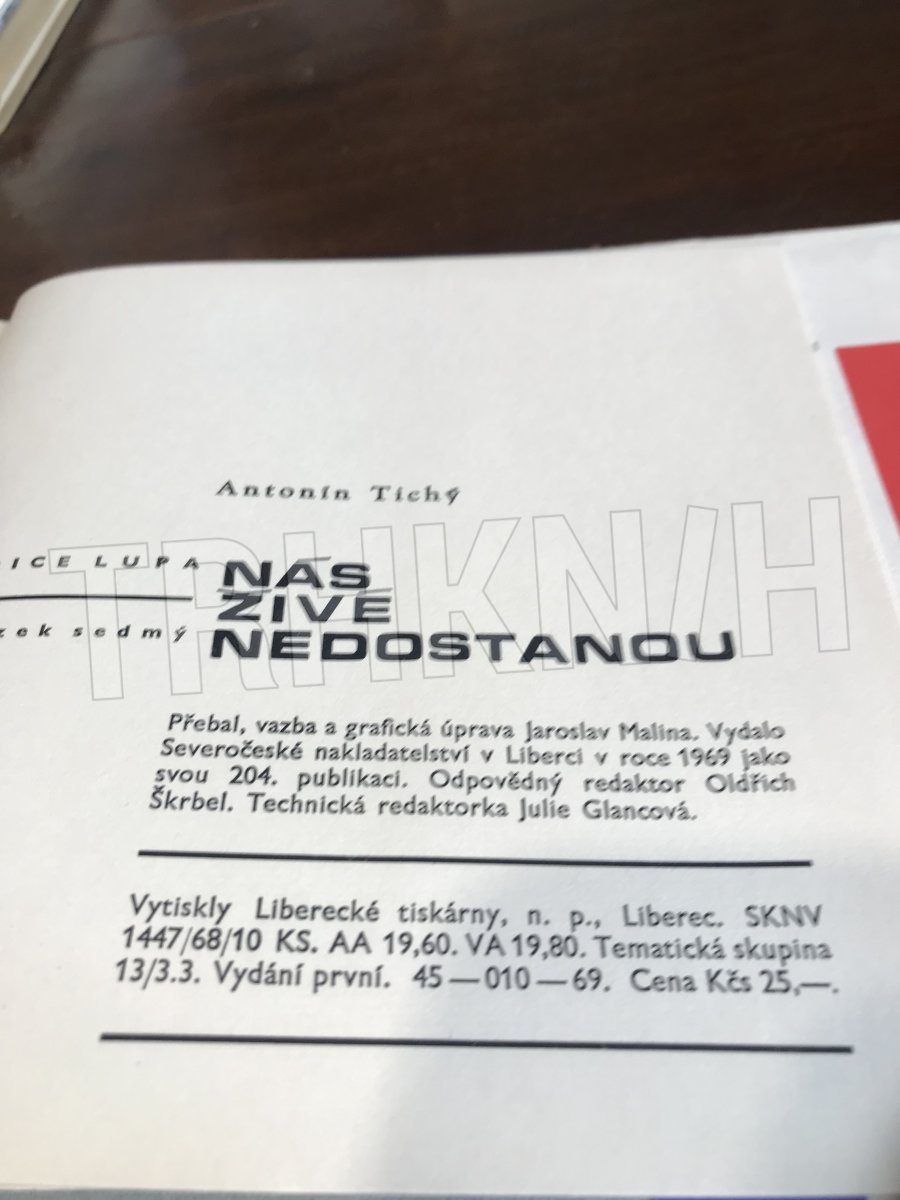 Antonín Tichý
ICE LUPA
NÁS
ŽIVÉ
zek sedmý
NEDOSTANOU
Přebal, vazba a grafická úprava Jaroslav Malina. Vydalo
Severočeské nakladatelství v Liberci v roce 1969 jako
svou 204. publikaci. Odpovědný redaktor Oldřich
Škrbel. Technická redaktorka Julie Glancová.
Vytiskly Liberecké tiskárny, n. p., Liberec. SKNV
1447/68/10 KS. AA 19,60. VA 19,80. Tematická skupina
13/3.3. Vydání první. 45—010—69. Cena Kčs 25,—.
TRHKNIH